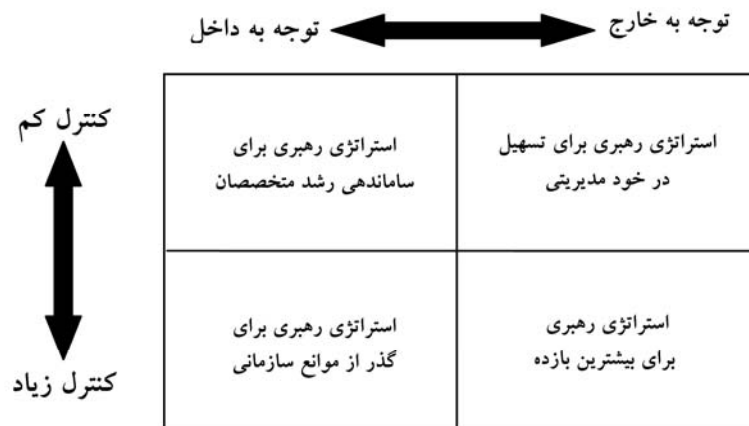 توجه به خارج
توجه به داخل
کنترل کم
استراتژی رهبری برای تسهیل
در خود مدیریتی
استراتژی رهبری برای
ساماندهی رشد متخصصان
استراتژی رهبری
برای بیشترین بازده
استراتژی رهبری برای
گذر از موانع سازمانی
کنترل زیاد